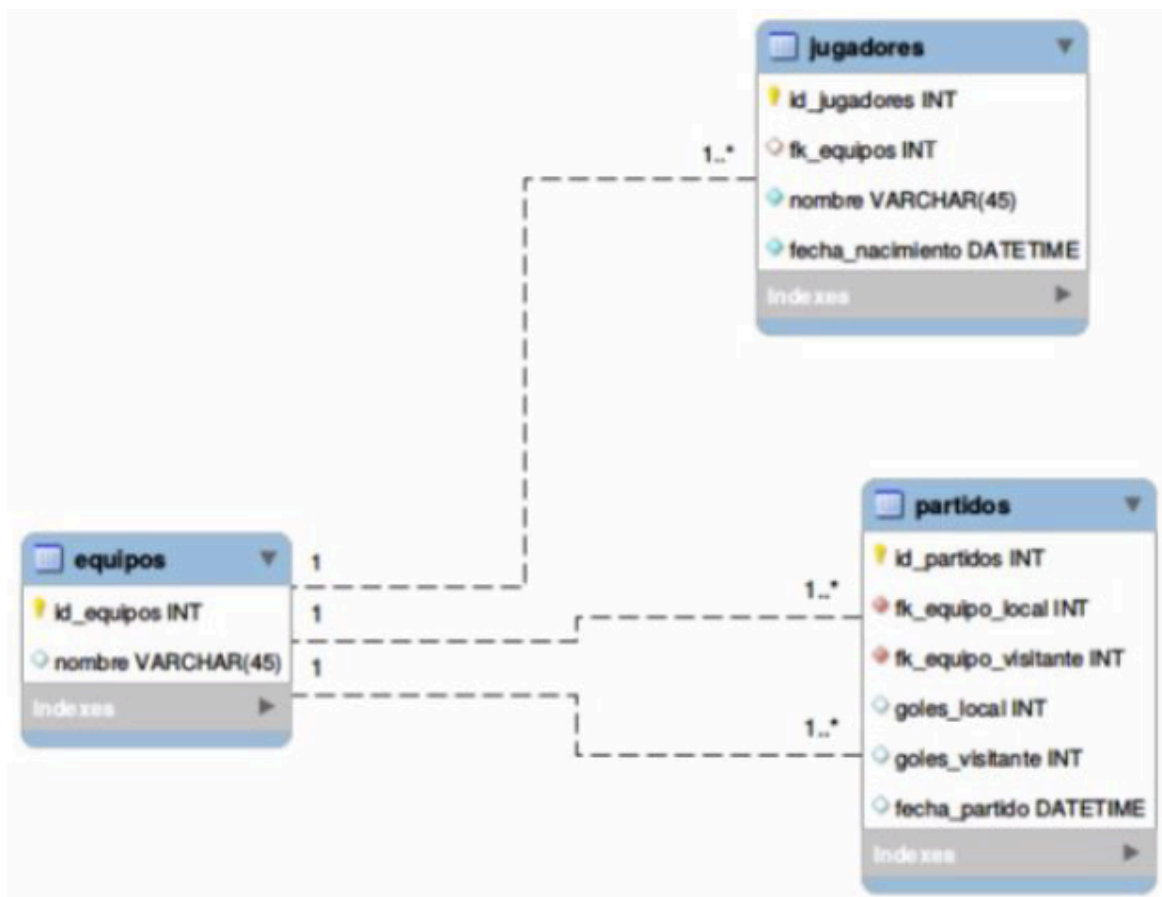 jugadores
id_jugadores INT
fk_equipos INT
nombre VARCHAR(45)
fecha_nacimiento DATETIME
Indexes
1..*
equipos
id_equipos INT
nombre VARCHAR(45)
Indexes
1
1
1
1..*
1..*
partidos
id_partidos INT
fk_equipo_local INT
fk_equipo_visitante INT
goles_local INT
goles_visitante INT
fecha_partido DATETIME
Indexes